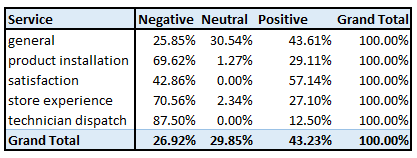 Service Negative Neutral Positive Grand Total
general 25.85% 30.54% 43.61% 100.00%
product installation 69.62% 1.27% 29.11% 100.00%
satisfaction 42.86% 0.00% 57.14% 100.00%
store experience 70.56% 2.34% 27.10% 100.00%
technician dispatch 87.50% 0.00% 12.50% 100.00%
Grand Total 26.92% 29.85% 43.23% 100.00%